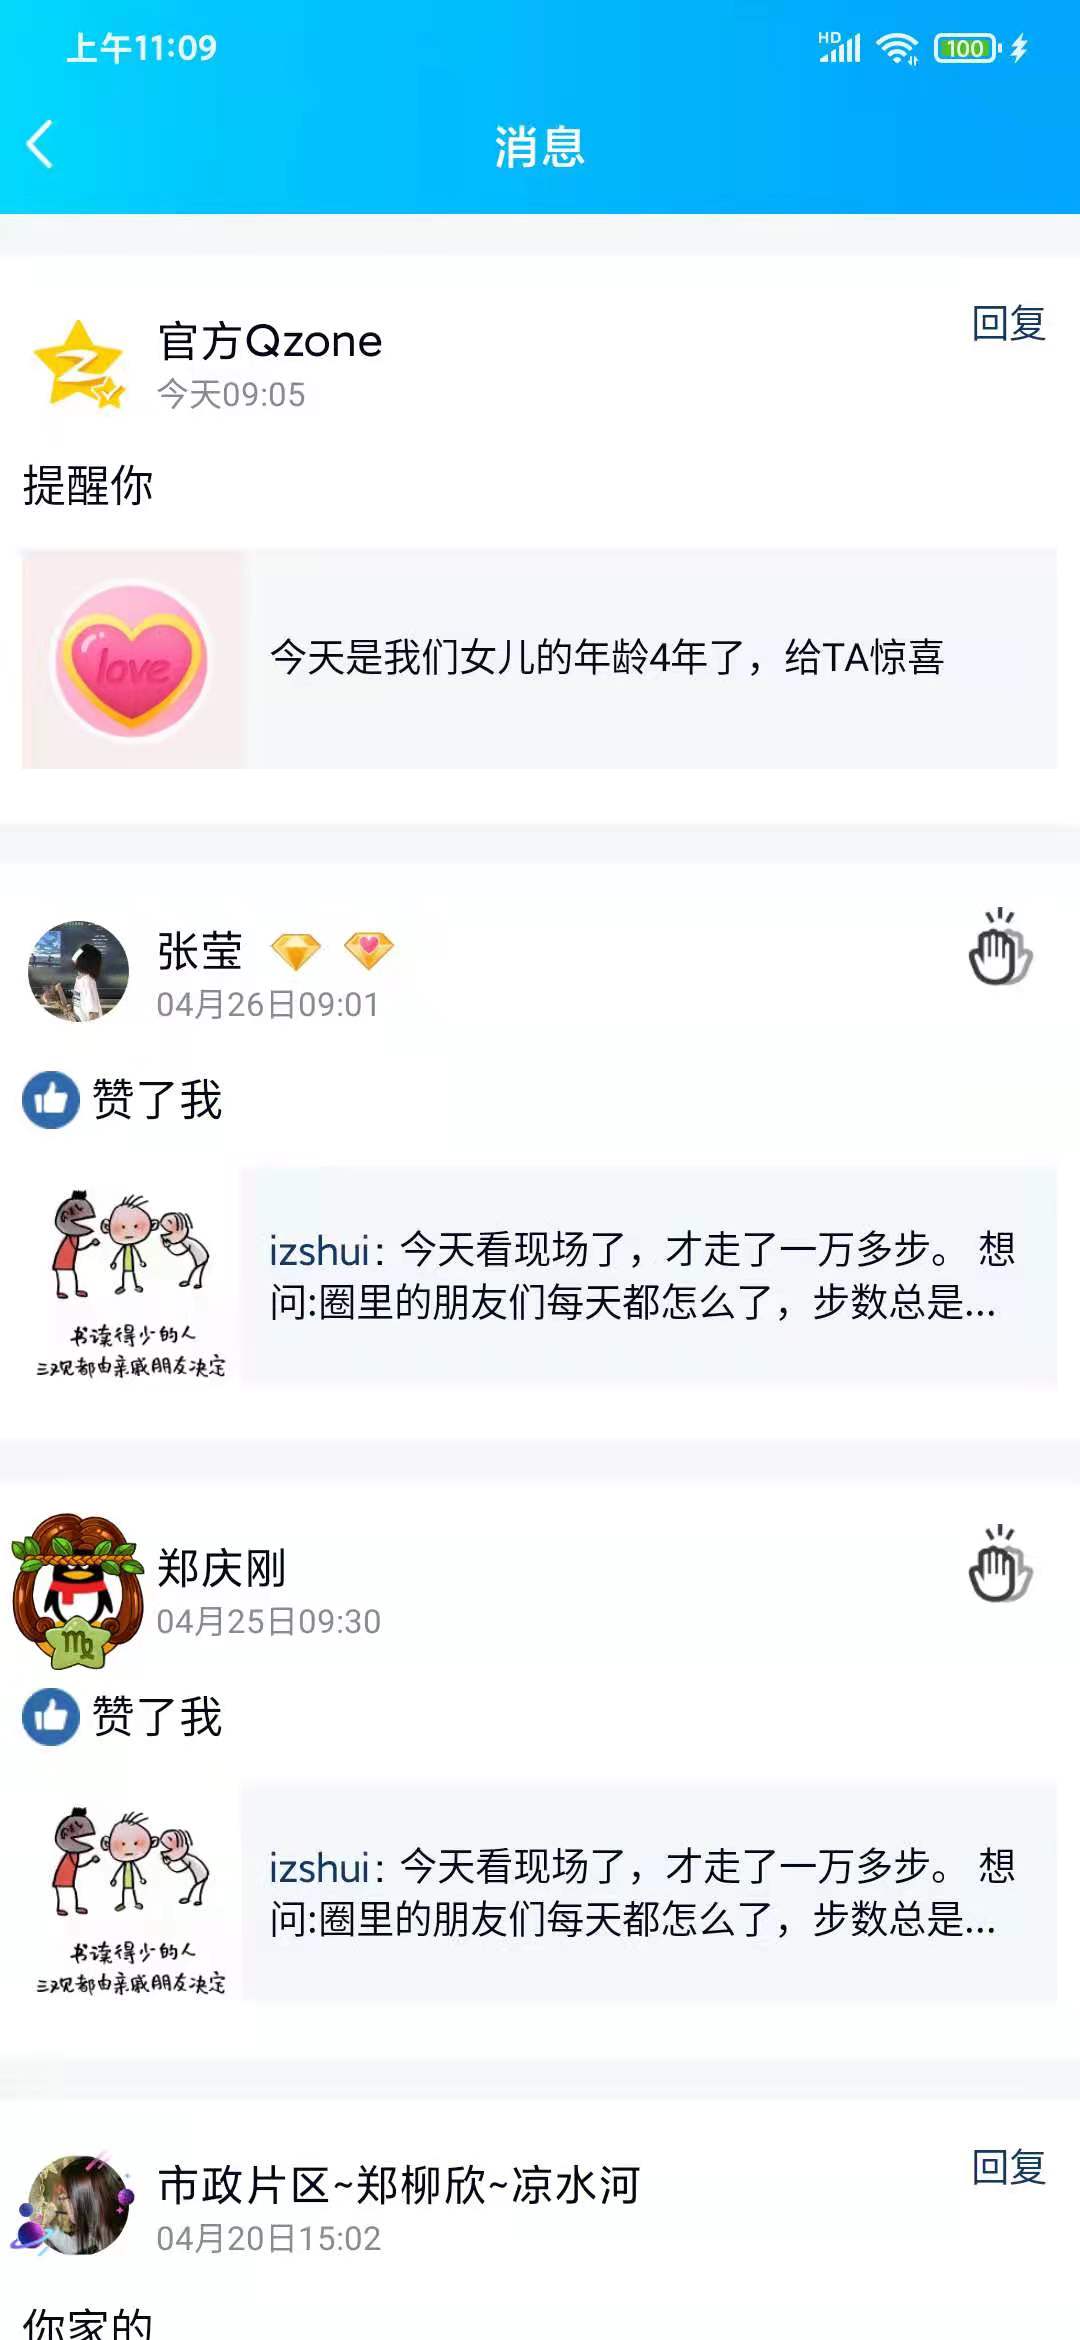 上午11:09
HD
100
消息
官方Qzone
回复
今天09:05
提醒你
love
今天是我们女儿的年龄4年了，给TA惊喜
张莹
04月26日09:01
赞了我
izshui：今天看现场了，才走了一万多步。 想
问:圈里的朋友们每天都怎么了，步数总是...
书读得少的人
三观都由亲戚朋友决定
郑庆刚
04月25日09:30
赞了我
izshui：今天看现场了，才走了一万多步。 想
问:圈里的朋友们每天都怎么了，步数总是...
书读得少的人
三观都由亲戚朋友决定
市政片区~郑柳欣~凉水河
回复
04月20日15:02
你家的